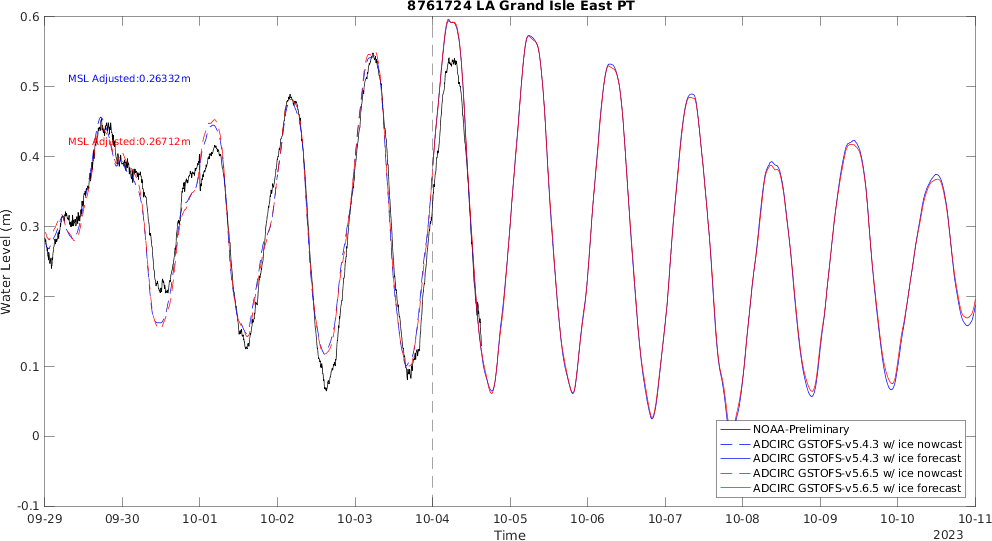 8761724 LA Grand Isle East PT
0.6
0.5
0.4
0.3
0.2
0.1
0
-0.1
Water Level (m)
MSL Adjusted:0.26332m
MSL Adjusted:0.26712m
NOAA-Preliminary
ADCIRC GSTOFS-v5.4.3 w/ ice nowcast
ADCIRC GSTOFS-v5.4.3 w/ ice forecast
ADCIRC GSTOFS-v5.6.5 w/ ice nowcast
ADCIRC GSTOFS-v5.6.5 w/ ice forecast
09-29 09-30 10-01 10-02 10-03 10-04 10-05 10-06 10-07 10-08 10-09 10-10 10-11
Time
2023